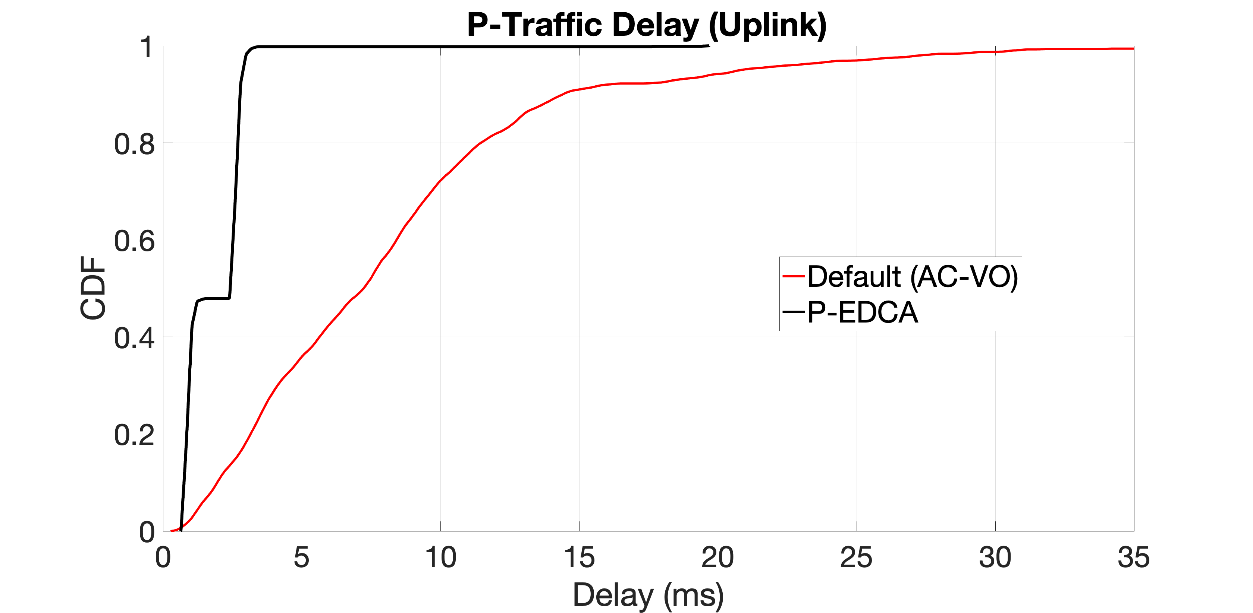 P-Traffic Delay (Uplink)
1
0.8
0.6
0.4
0.2
0
CDF
Default (AC-VO)
P-EDCA
0 5 10 15 20 25 30 35
Delay (ms)